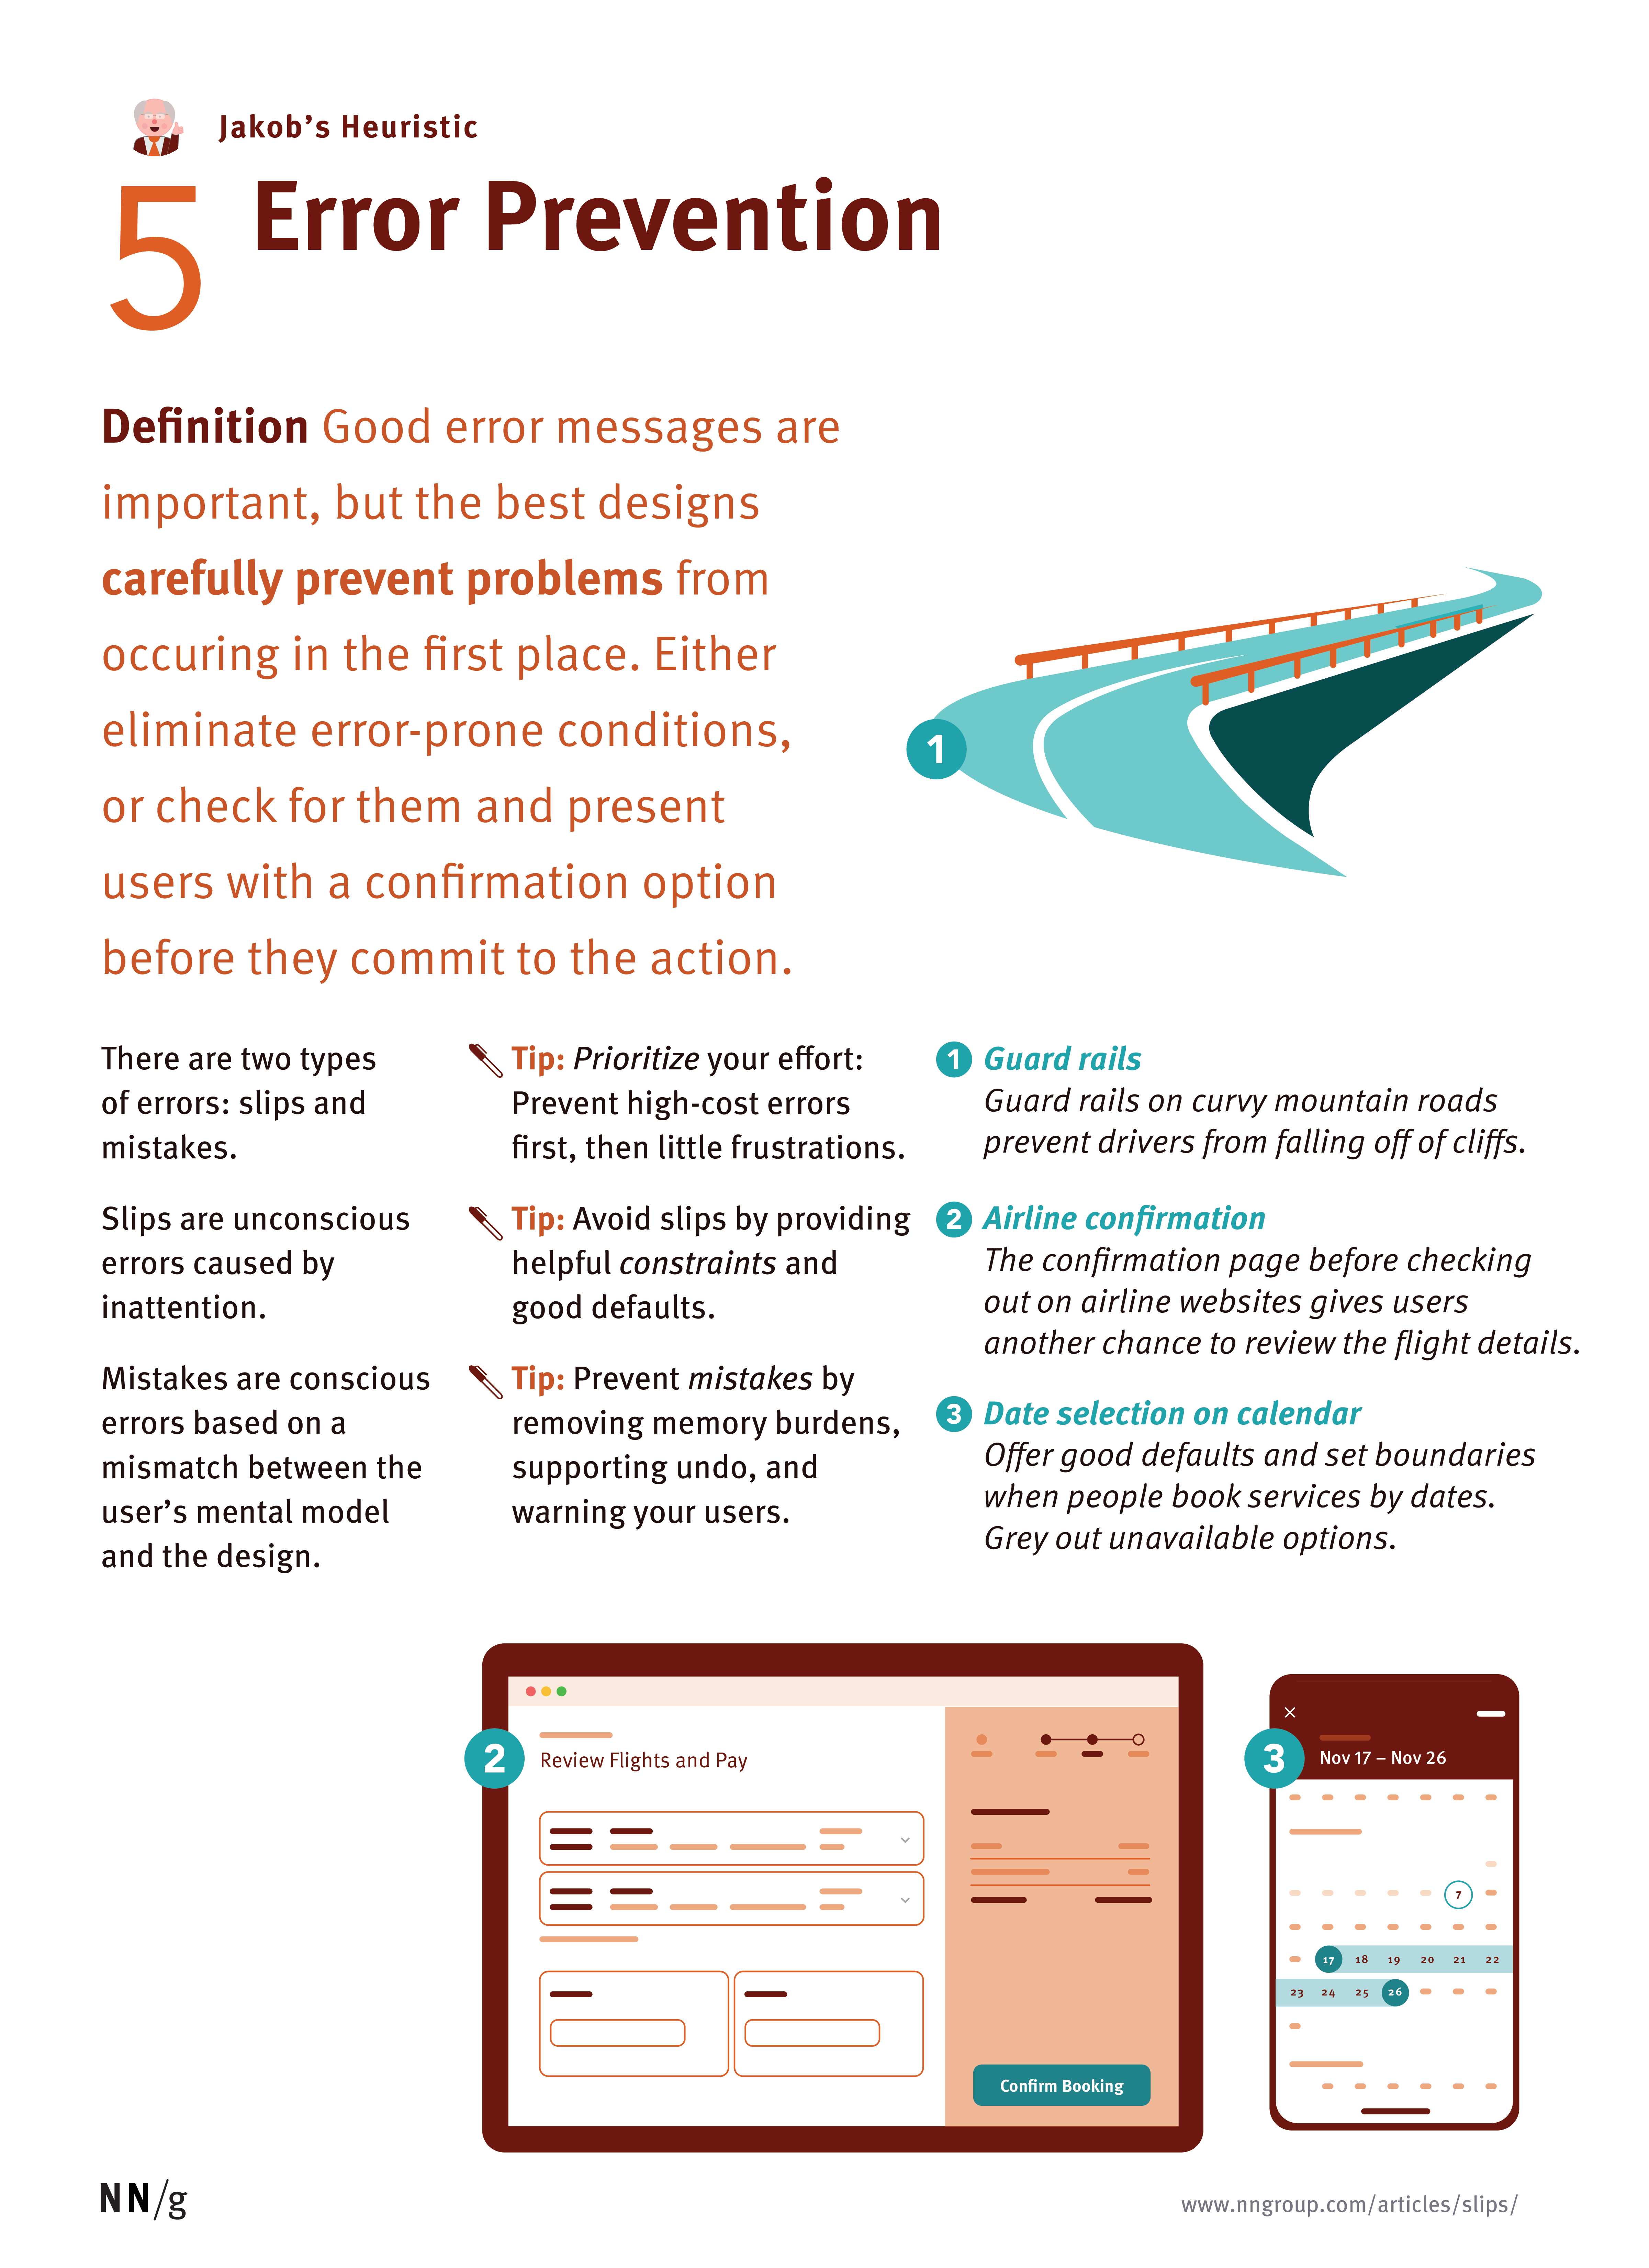 Jakob's Heuristic
5 Error Prevention
Definition Good error messages are
important, but the best designs
carefully prevent problems from
occuring in the first place. Either
eliminate error-prone conditions,
or check for them and present
users with a confirmation option
before they commit to the action.
1
There are two types
of errors: slips and
mistakes.
Slips are unconscious
errors caused by
inattention.
Mistakes are conscious
errors based on a
mismatch between the
user's mental model
and the design.
Tip: Prioritize your effort:
Prevent high-cost errors
first, then little frustrations.
Tip: Avoid slips by providing
helpful constraints and
good defaults.
Tip: Prevent mistakes by
removing memory burdens,
supporting undo, and
warning your users.
1 Guard rails
Guard rails on curvy mountain roads
prevent drivers from falling off of cliffs.
2 Airline confirmation
The confirmation page before checking
out on airline websites gives users
another chance to review the flight details.
3 Date selection on calendar
Offer good defaults and set boundaries
when people book services by dates.
Grey out unavailable options.
2
Review Flights and Pay
Confirm Booking
3
Nov 17 – Nov 26
7
17 18 19 20 21 22
23 24 25 26
NN/g
www.nngroup.com/articles/slips/